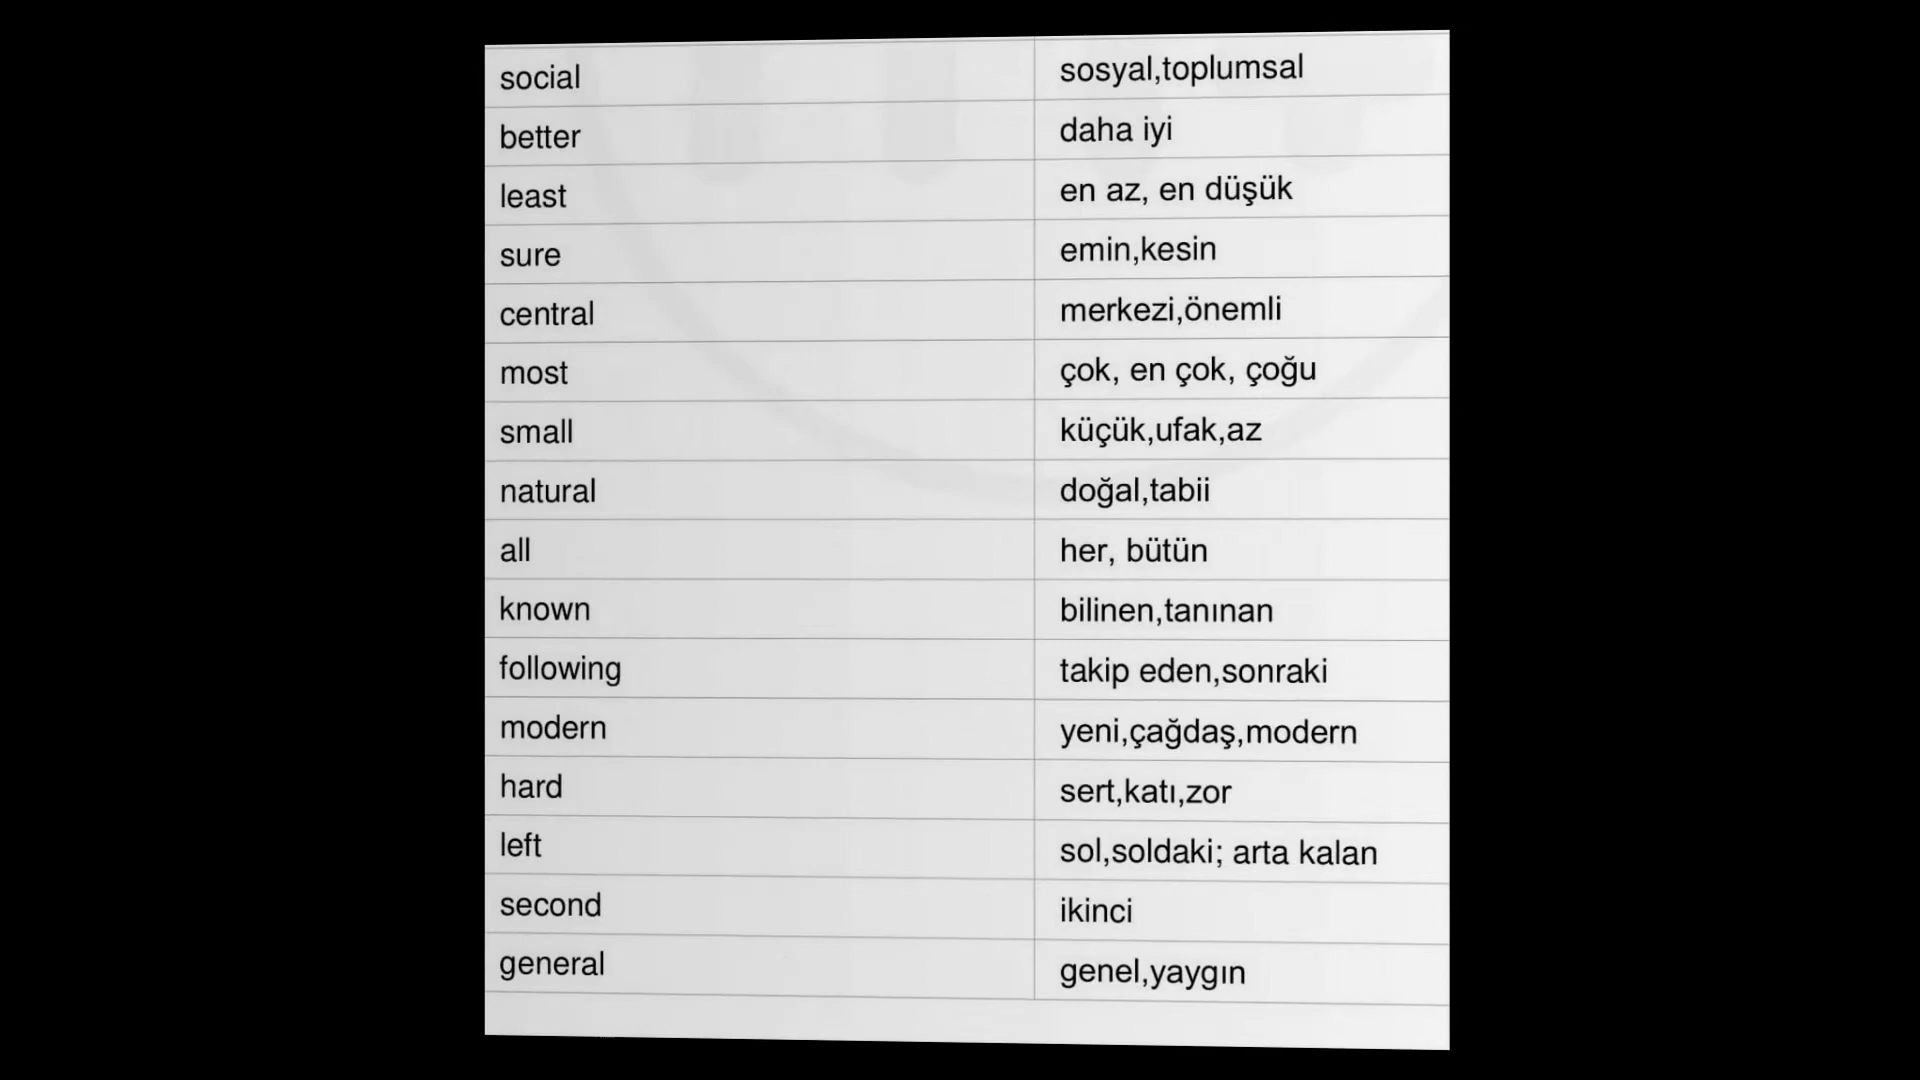 social sosyal,toplumsal
better daha iyi
least en az, en düşük
sure emin,kesin
central merkezi,önemli
most çok, en çok, çoğu
small küçük,ufak,az
natural doğal,tabii
all her, bütün
known bilinen,tanınan
following takip eden,sonraki
modern yeni,çağdaş,modern
hard sert,katı,zor
left sol,soldaki; arta kalan
second ikinci
general genel,yaygın